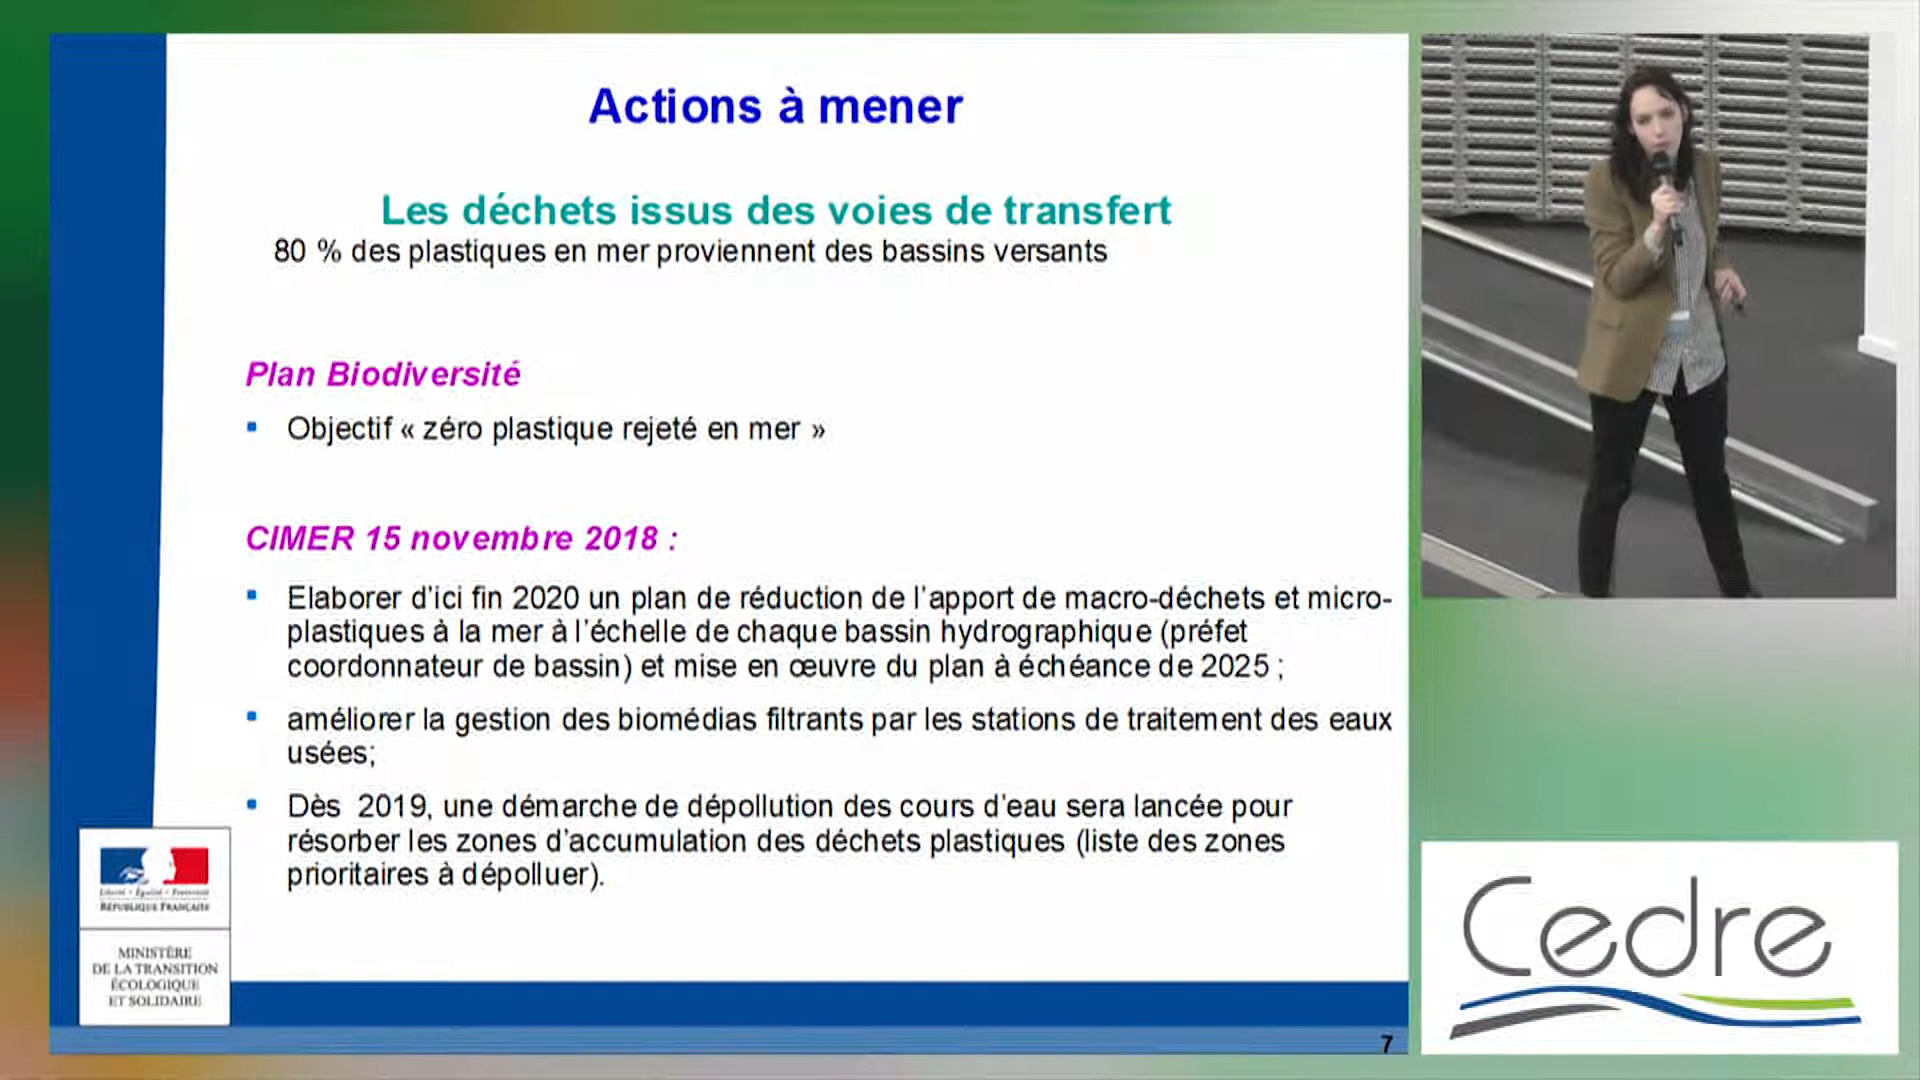 Actions à mener
Les déchets issus des voies de transfert
80 % des plastiques en mer proviennent des bassins versants
Plan Biodiversité
▪ Objectif « zéro plastique rejeté en mer »
CIMER 15 novembre 2018 :
▪ Elaborer d'ici fin 2020 un plan de réduction de l'apport de macro-déchets et micro-
plastiques à la mer à l'échelle de chaque bassin hydrographique (préfet
coordonnateur de bassin) et mise en œuvre du plan à échéance de 2025 ;
▪ améliorer la gestion des biomédias filtrants par les stations de traitement des eaux
usées;
▪ Dès 2019, une démarche de dépollution des cours d'eau sera lancée pour
résorber les zones d'accumulation des déchets plastiques (liste des zones
prioritaires à dépolluer).
Liberté • Égalité • Fraternité
RÉPUBLIQUE FRANÇAISE
MINISTÈRE
DE LA TRANSITION
ÉCOLOGIQUE
ET SOLIDAIRE
7
Cedre